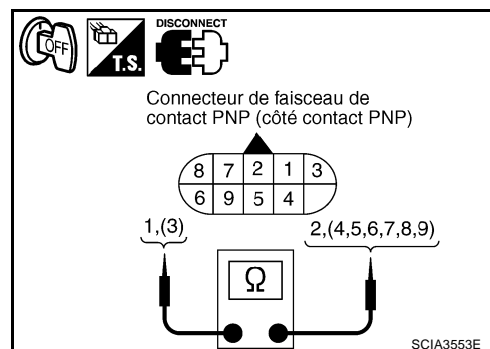 DISCONNECT
OFF
T.S.
Connecteur de faisceau de
contact PNP (côté contact PNP)
8 7 2 1 3
6 9 5 4
1,(3) 2,(4,5,6,7,8,9)
Ω
SCIA3553E